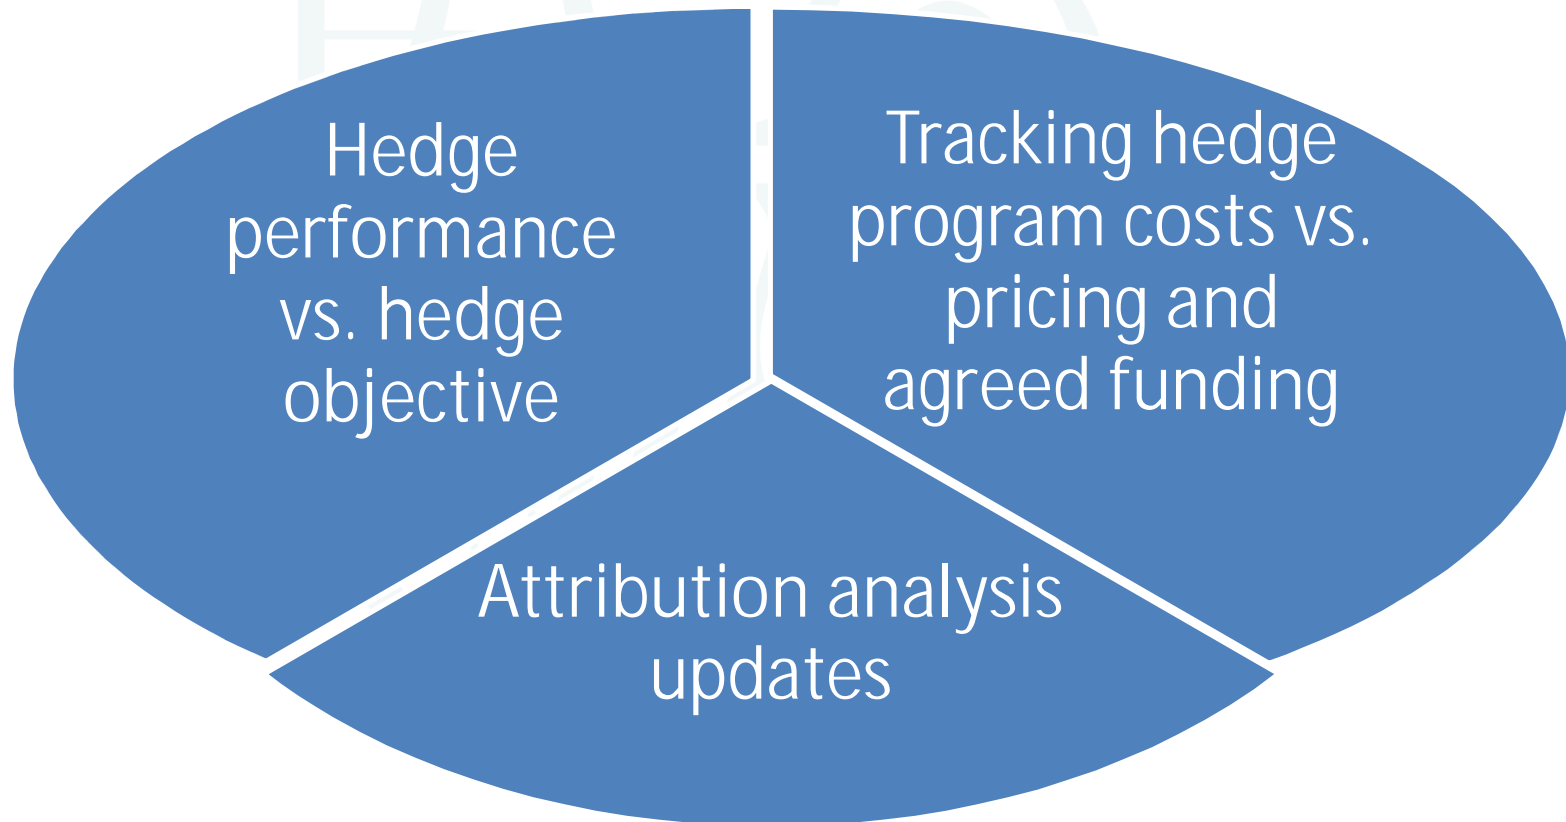 Hedge
performance
vs. hedge
objective
Tracking hedge
program costs vs.
pricing and
agreed funding
Attribution analysis
updates